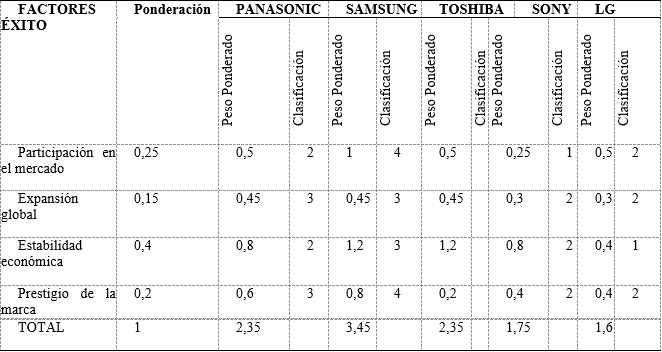 FACTORES Ponderación PANASONIC SAMSUNG TOSHIBA SONY LG
ÉXITO
Peso Ponderado Clasificación Peso Ponderado Clasificación Peso Ponderado Clasificación Peso Ponderado Clasificación Peso Ponderado Clasificación
Participación en 0,25 0,5 2 1 4 0,5 0,25 1 0,5 2
el mercado
Expansión 0,15 0,45 3 0,45 3 0,45 0,3 2 0,3 2
global
Estabilidad 0,4 0,8 2 1,2 3 1,2 0,8 2 0,4 1
económica
Prestigio de la 0,2 0,6 3 0,8 4 0,2 0,4 2 0,4 2
marca
TOTAL 1 2,35 3,45 2,35 1,75 1,6